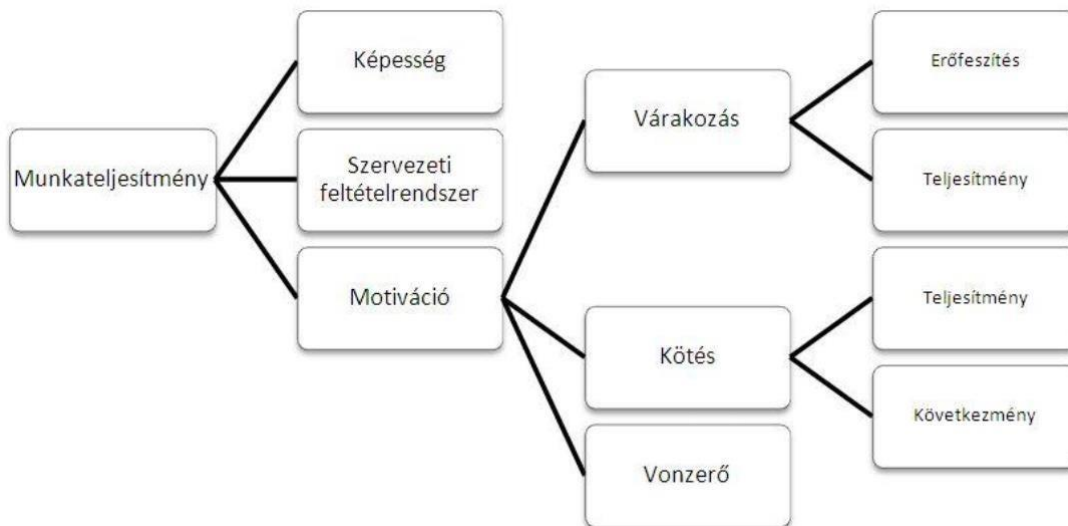 Munkateljesítmény
Képesség
Szervezeti
feltételrendszer
Motiváció
Várakozás
Kötés
Vonzerő
Erőfeszítés
Teljesítmény
Teljesítmény
Következmény